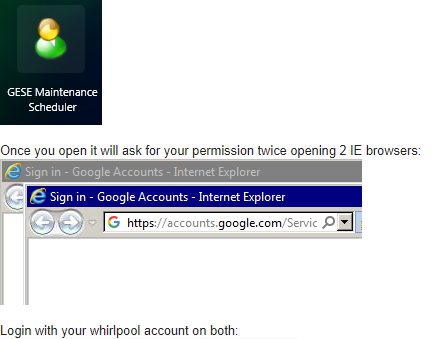 GESE Maintenance
Scheduler
Once you open it will ask for your permission twice opening 2 IE browsers:
Sign in - Google Accounts - Internet Explorer
Sign in - Google Accounts - Internet Explorer
https://accounts.google.com/Servic
Login with your whirlpool account on both: